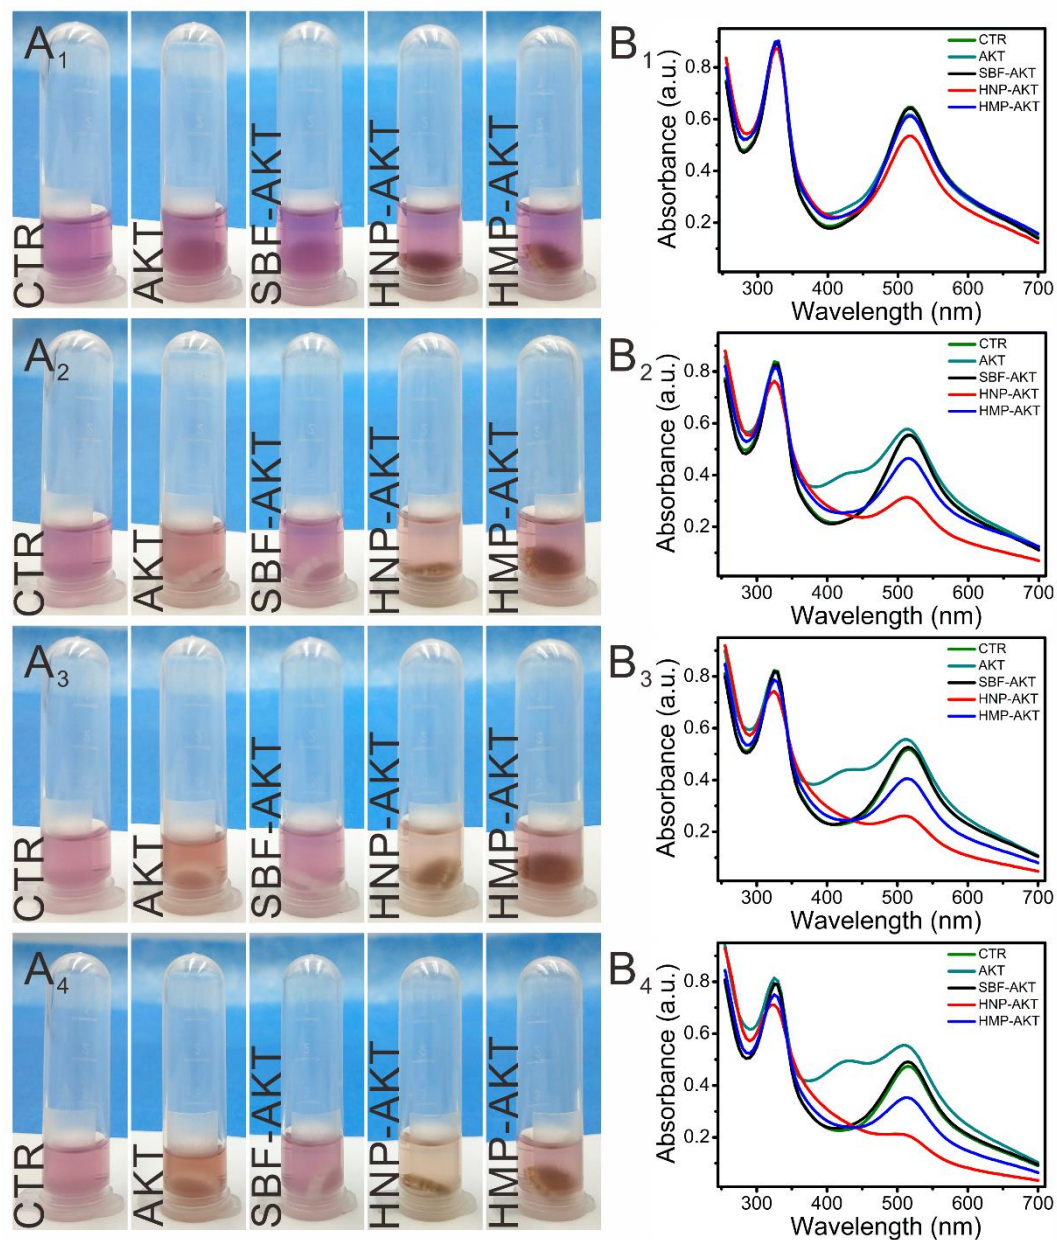 A1
CTR
AKT
SBF-AKT
HNP-AKT
HMP-AKT
B1
Absorbance (a.u.)
0.8
0.6
0.4
0.2
300 400 500 600 700
Wavelength (nm)
CTR
AKT
SBF-AKT
HNP-AKT
HMP-AKT
A2
CTR
AKT
SBF-AKT
HNP-AKT
HMP-AKT
B2
Absorbance (a.u.)
0.8
0.6
0.4
0.2
300 400 500 600 700
Wavelength (nm)
CTR
AKT
SBF-AKT
HNP-AKT
HMP-AKT
A3
CTR
AKT
SBF-AKT
HNP-AKT
HMP-AKT
B3
Absorbance (a.u.)
0.8
0.6
0.4
0.2
300 400 500 600 700
Wavelength (nm)
CTR
AKT
SBF-AKT
HNP-AKT
HMP-AKT
A4
CTR
AKT
SBF-AKT
HNP-AKT
HMP-AKT
B4
Absorbance (a.u.)
0.8
0.6
0.4
0.2
300 400 500 600 700
Wavelength (nm)
CTR
AKT
SBF-AKT
HNP-AKT
HMP-AKT